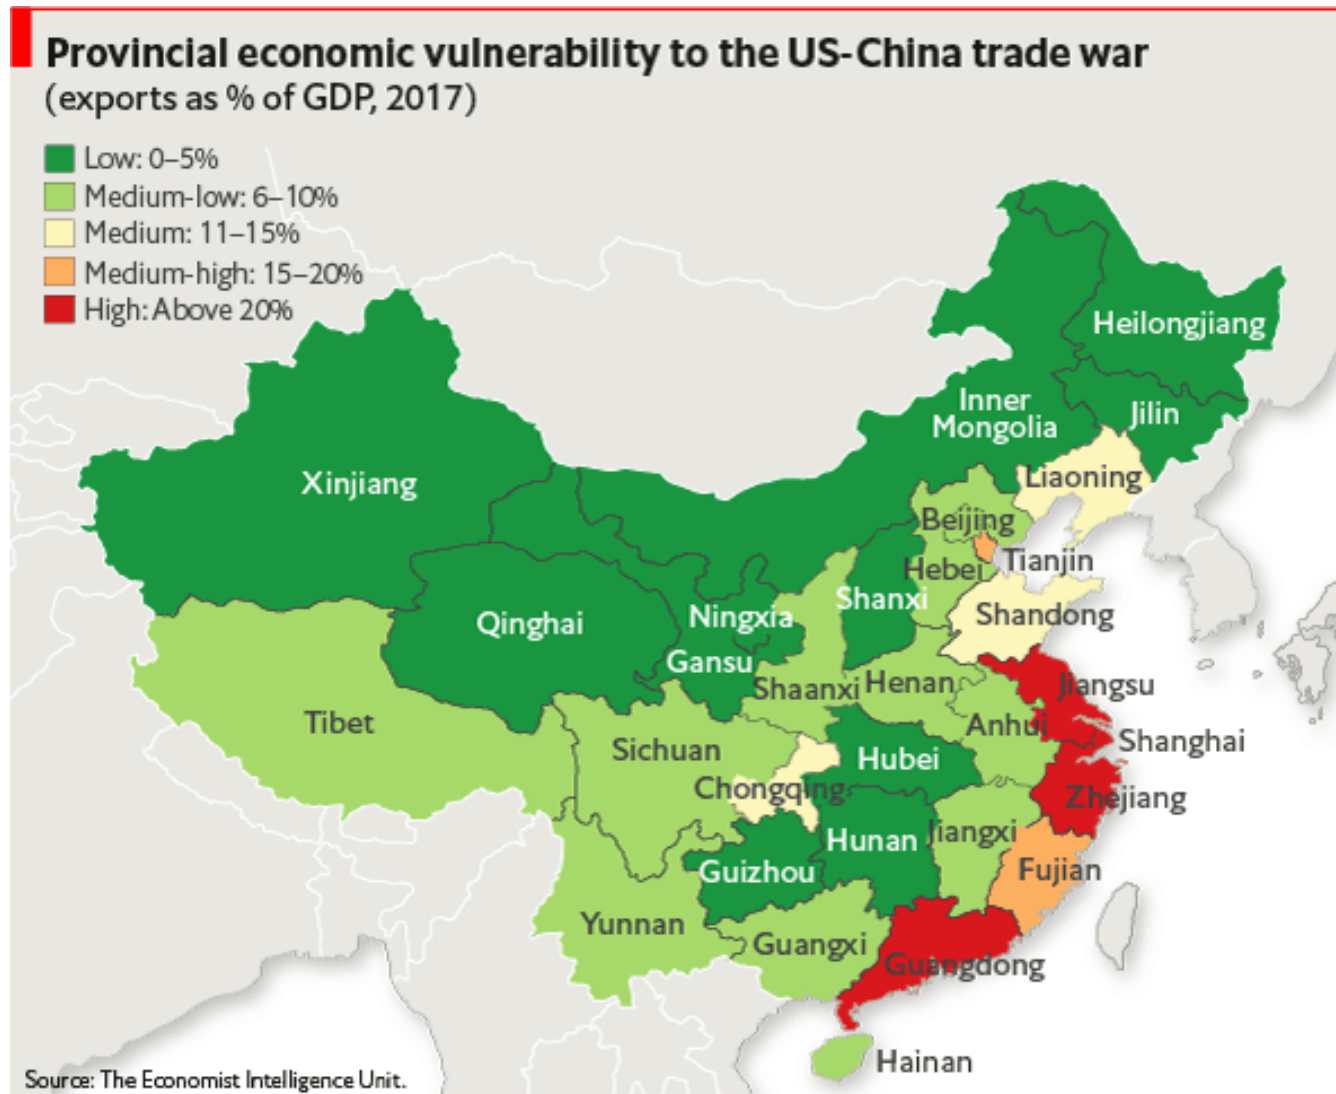 Provincial economic vulnerability to the US-China trade war
(exports as % of GDP, 2017)
Low: 0–5%
Medium-low: 6–10%
Medium: 11–15%
Medium-high: 15–20%
High: Above 20%
Heilongjiang
Inner
Mongolia
Jilin
Liaoning
Xinjiang
Beijing
Tianjin
Hebei
Shanxi
Shandong
Qinghai
Ningxia
Gansu
Shaanxi
Henan
Jiangsu
Tibet
Anhui
Shanghai
Sichuan
Hubei
Chongqing
Zhejiang
Hunan
Jiangxi
Guizhou
Fujian
Yunnan
Guangxi
Guangdong
Hainan
Source: The Economist Intelligence Unit.